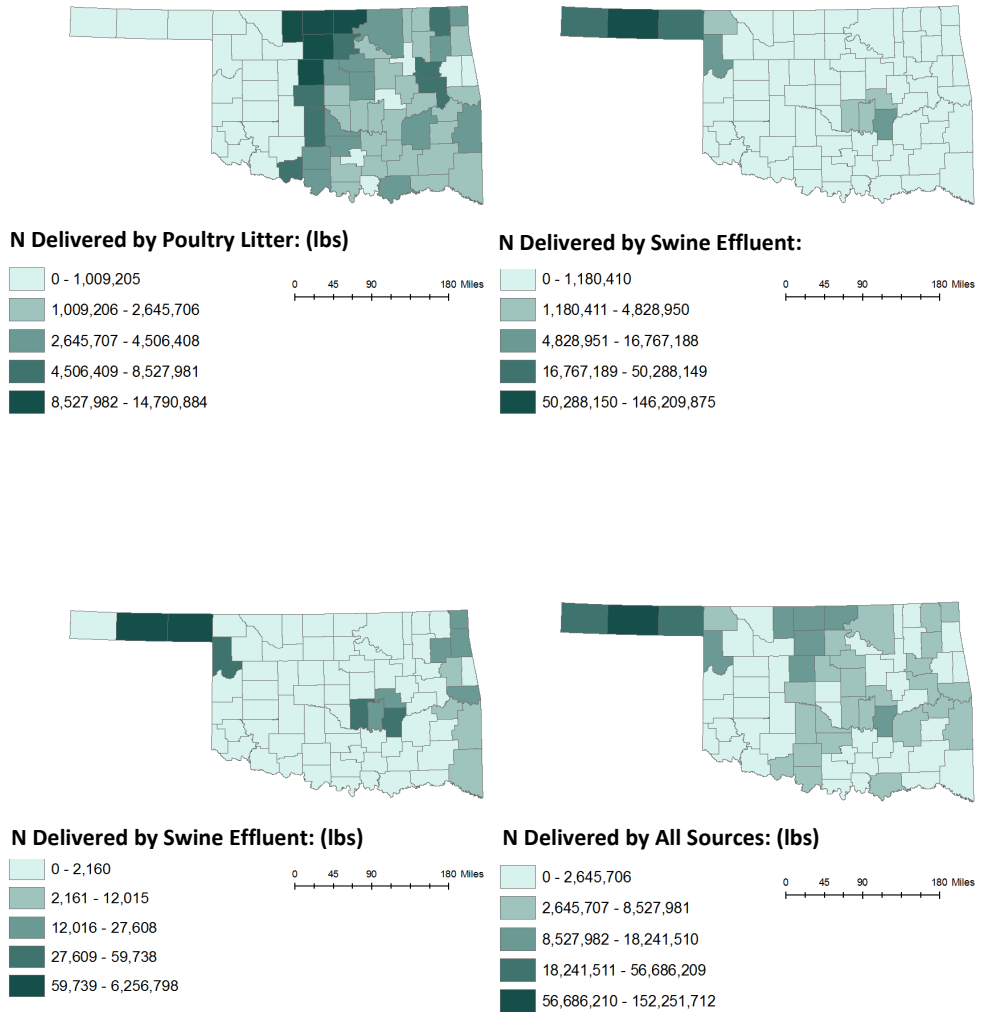 N Delivered by Poultry Litter: (lbs)
0 - 1,009,205
1,009,206 - 2,645,706
2,645,707 - 4,506,408
4,506,409 - 8,527,981
8,527,982 - 14,790,884
0 45 90 180 Miles
N Delivered by Swine Effluent:
0 - 1,180,410
1,180,411 - 4,828,950
4,828,951 - 16,767,188
16,767,189 - 50,288,149
50,288,150 - 146,209,875
0 45 90 180 Miles
N Delivered by Swine Effluent: (lbs)
0 - 2,160
2,161 - 12,015
12,016 - 27,608
27,609 - 59,738
59,739 - 6,256,798
0 45 90 180 Miles
N Delivered by All Sources: (lbs)
0 - 2,645,706
2,645,707 - 8,527,981
8,527,982 - 18,241,510
18,241,511 - 56,686,209
56,686,210 - 152,251,712
0 45 90 180 Miles